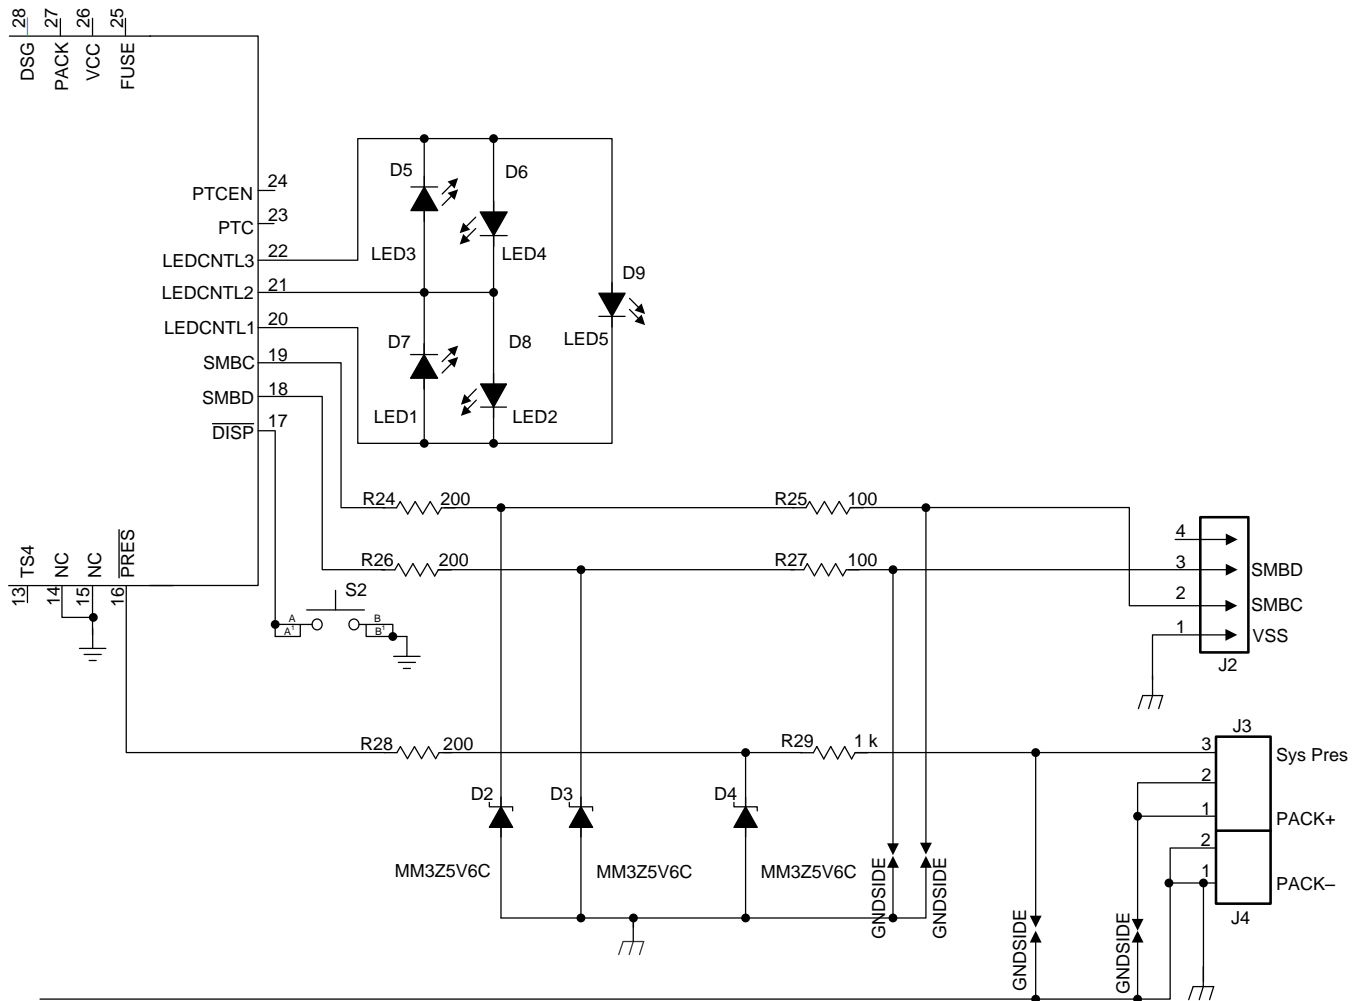 28
27
26
25
DSG
PACK
VCC
FUSE
PTCEN 24
PTC 23
LEDCNTL3 22
LEDCNTL2 21
LEDCNTL1 20
SMBC 19
SMBD 18
DISP 17
D5
D6
LED3
LED4
D9
LED5
D7
D8
LED1
LED2
R24 200
R25 100
R26 200
R27 100
TS4
NC
NC
PRES
13
14
15
16
S2
A
A'
B
B'
4
3 SMBD
2 SMBC
1 VSS
J2
R28 200
R29 1 k
J3
3 Sys Pres
2
1 PACK+
2
1 PACK–
J4
D2
D3
D4
MM3Z5V6C
MM3Z5V6C
MM3Z5V6C
GNDSIDE
GNDSIDE
GNDSIDE
GNDSIDE